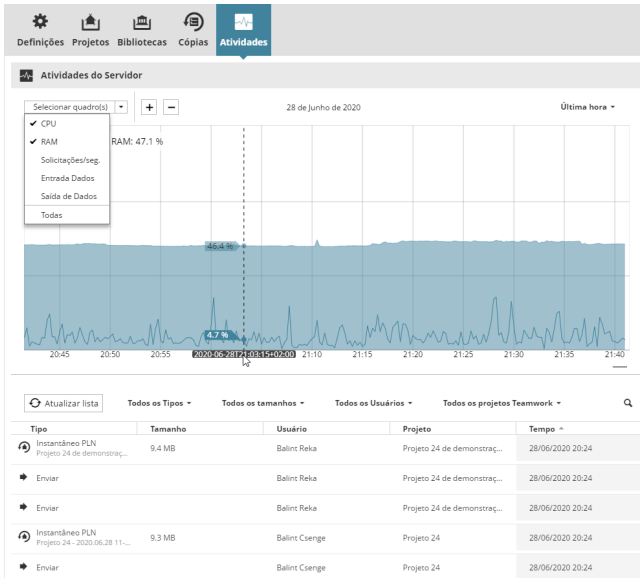 Definições Projetos Bibliotecas Cópias Atividades
Atividades do Servidor
Selecionar quadro(s) 28 de Junho de 2020 Última hora
CPU
RAM RAM: 47.1 %
Solicitações/seg.
Entrada Dados
Saída de Dados
Todas
46.4 %
4.7 %
20:45 20:50 20:55 2020-06-28T21:03:15+02:00 21:10 21:15 21:20 21:25 21:30 21:35 21:40
Atualizar lista Todos os Tipos Todos os tamanhos Todos os Usuários Todos os projetos Teamwork
Tipo Tamanho Usuário Projeto Tempo
Instantâneo PLN 9.4 MB Balint Reka Projeto 24 de demonstraç... 28/06/2020 20:24
Projeto 24 de demonstraç...
Enviar Balint Reka Projeto 24 de demonstraç... 28/06/2020 20:24
Enviar Balint Reka Projeto 24 de demonstraç... 28/06/2020 20:24
Instantâneo PLN 9.3 MB Balint Csenge Projeto 24 28/06/2020 20:24
Projeto 24 - 2020.06.28 11-...
Enviar Balint Csenge Projeto 24 28/06/2020 20:24